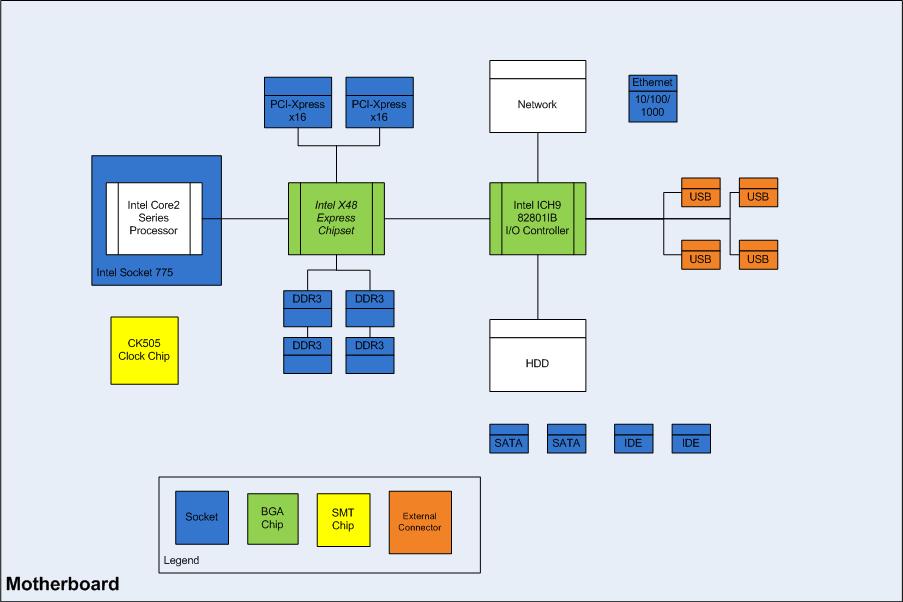 PCI-Xpress
x16
PCI-Xpress
x16
Network
Ethernet
10/100/
1000
Intel Core2
Series
Processor
Intel Socket 775
Intel X48
Express
Chipset
Intel ICH9
82801IB
I/O Controller
USB
USB
USB
USB
DDR3
DDR3
DDR3
DDR3
CK505
Clock Chip
HDD
SATA
SATA
IDE
IDE
Socket
BGA
Chip
SMT
Chip
External
Connector
Legend
Motherboard